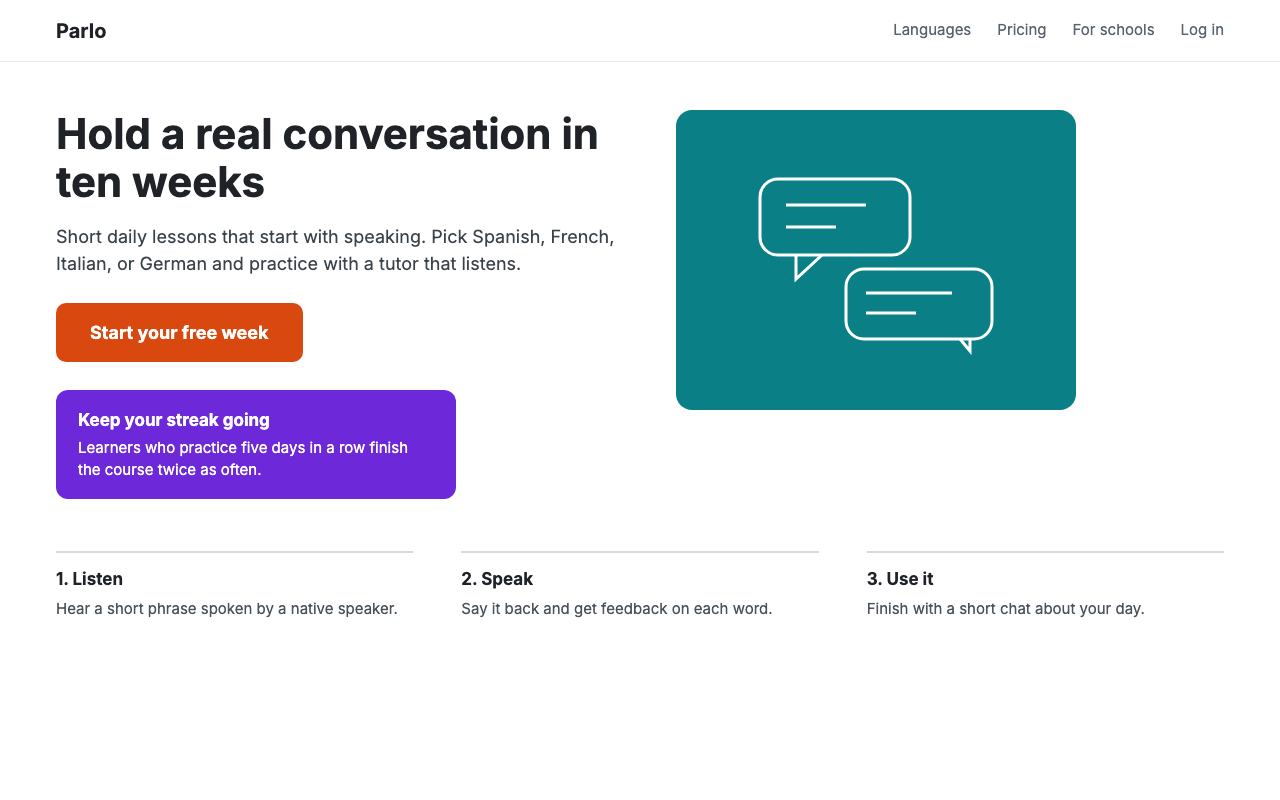 Parlo
Languages
Pricing
For schools
Log in
Hold a real conversation in
ten weeks
Short daily lessons that start with speaking. Pick Spanish, French,
Italian, or German and practice with a tutor that listens.
Start your free week
Keep your streak going
Learners who practice five days in a row finish
the course twice as often.
1. Listen
Hear a short phrase spoken by a native speaker.
2. Speak
Say it back and get feedback on each word.
3. Use it
Finish with a short chat about your day.